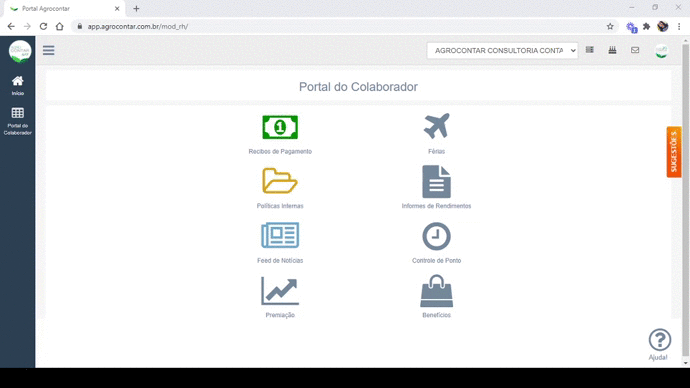 Portal Agrocontar
app.agrocontar.com.br/mod_rh/
AGROCONTAR CONSULTORIA CONTA
Início
Portal do
Colaborador
Portal do Colaborador
Recibos de Pagamento
Férias
Políticas Internas
Informes de Rendimentos
Feed de Notícias
Controle de Ponto
Premiação
Benefícios
SUGESTÕES
Ajuda!